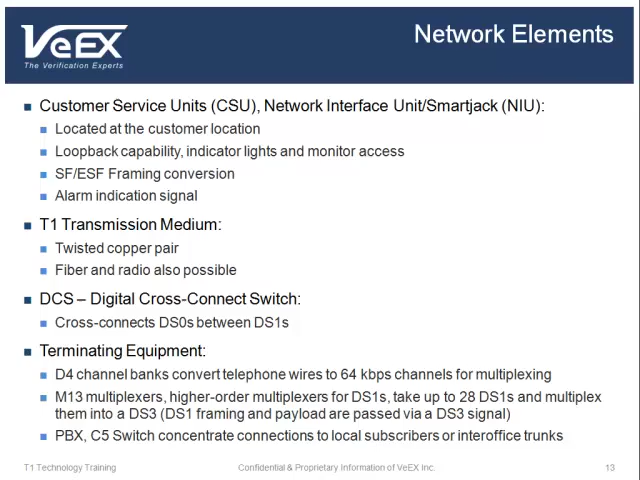 VeEX
The Verification Experts
Network Elements
Customer Service Units (CSU), Network Interface Unit/Smartjack (NIU):
Located at the customer location
Loopback capability, indicator lights and monitor access
SF/ESF Framing conversion
Alarm indication signal
T1 Transmission Medium:
Twisted copper pair
Fiber and radio also possible
DCS – Digital Cross-Connect Switch:
Cross-connects DS0s between DS1s
Terminating Equipment:
D4 channel banks convert telephone wires to 64 kbps channels for multiplexing
M13 multiplexers, higher-order multiplexers for DS1s, take up to 28 DS1s and multiplex
them into a DS3 (DS1 framing and payload are passed via a DS3 signal)
PBX, C5 Switch concentrate connections to local subscribers or interoffice trunks
T1 Technology Training
Confidential & Proprietary Information of VeEX Inc.
13